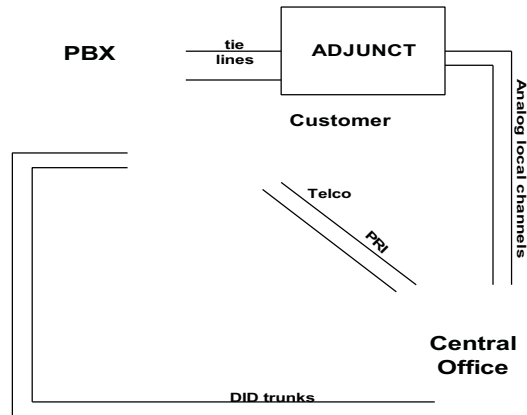 PBX
tie
lines
ADJUNCT
Customer
Analog local channels
Telco
PRI
Central
Office
DID trunks